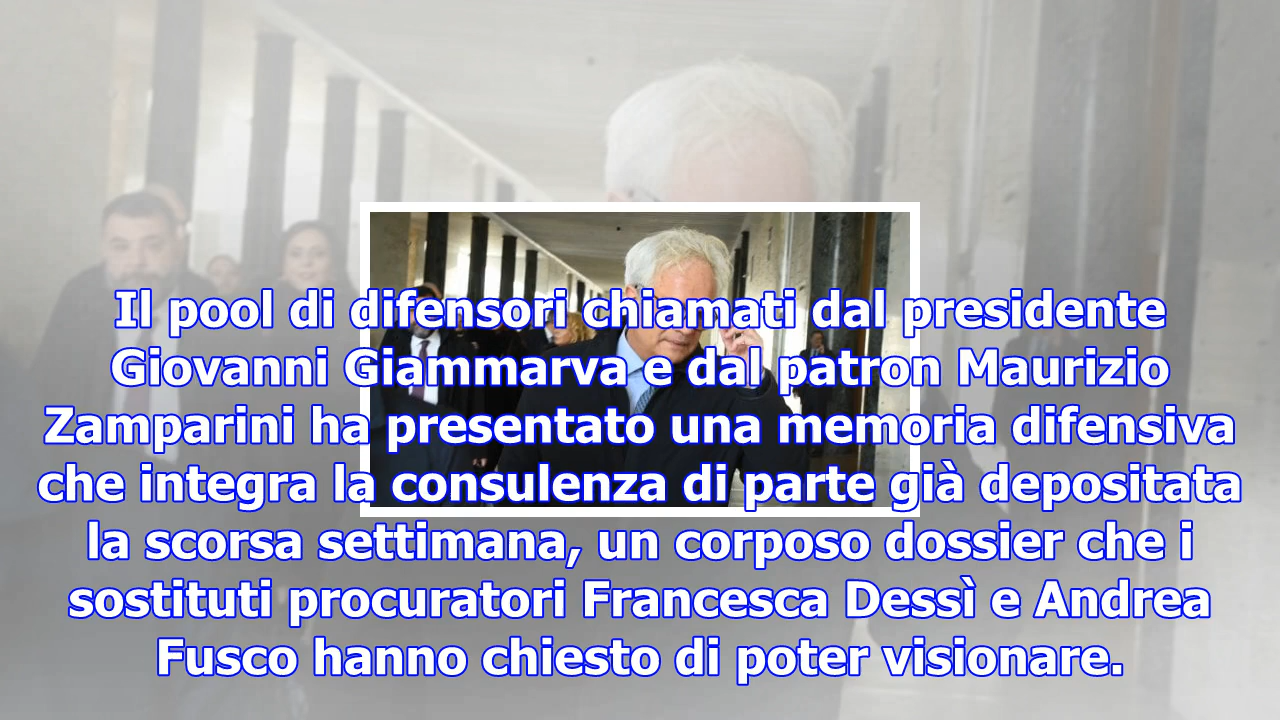 Il pool di difensori chiamati dal presidente
Giovanni Giammarva e dal patron Maurizio
Zamparini ha presentato una memoria difensiva
che integra la consulenza di parte già depositata
la scorsa settimana, un corposo dossier che i
sostituti procuratori Francesca Dessì e Andrea
Fusco hanno chiesto di poter visionare.